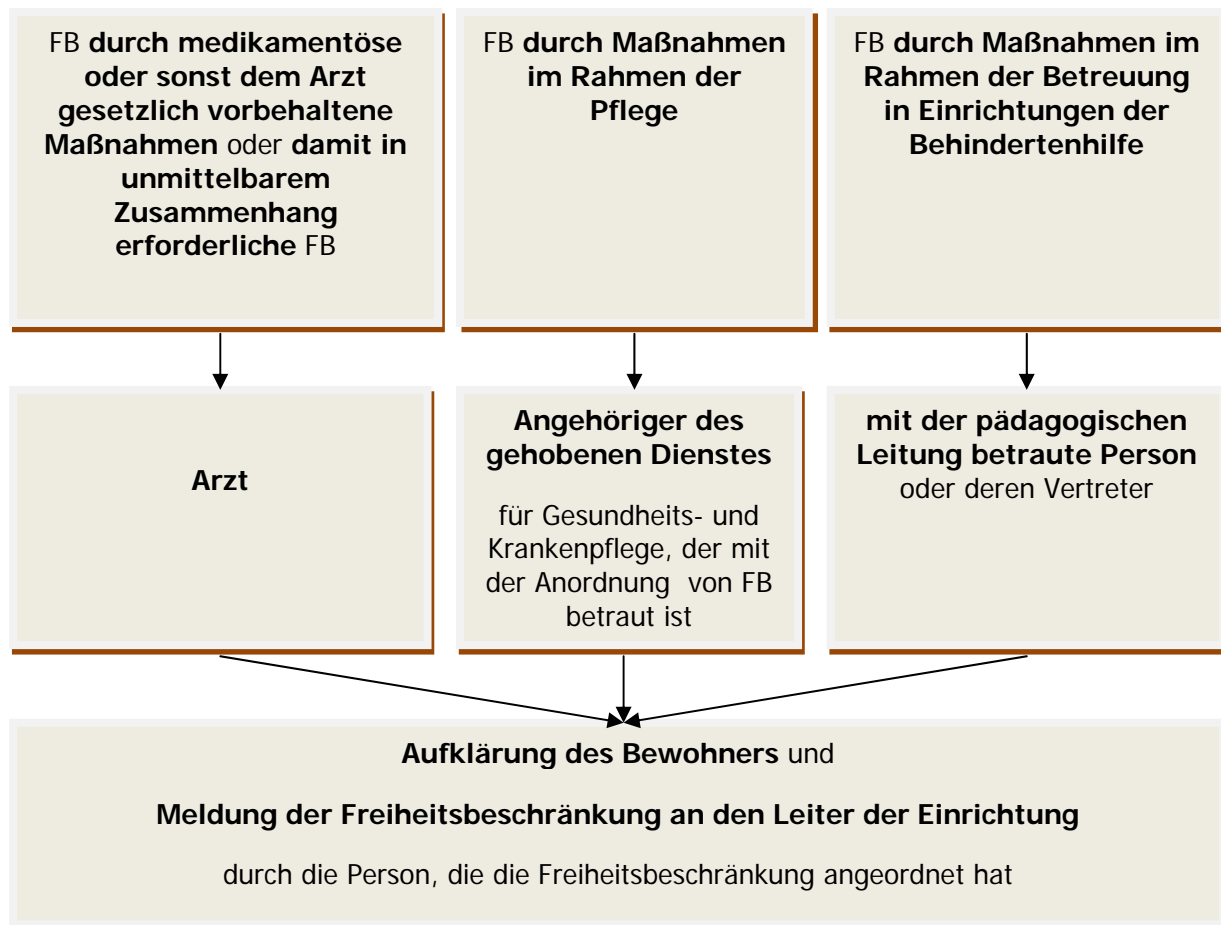 FB durch medikamentöse
oder sonst dem Arzt
gesetzlich vorbehaltene
Maßnahmen oder damit in
unmittelbarem
Zusammenhang
erforderliche FB
FB durch Maßnahmen
im Rahmen der
Pflege
FB durch Maßnahmen im
Rahmen der Betreuung
in Einrichtungen der
Behindertenhilfe
Arzt
Angehöriger des
gehobenen Dienstes
für Gesundheits- und
Krankenpflege, der mit
der Anordnung von FB
betraut ist
mit der pädagogischen
Leitung betraute Person
oder deren Vertreter
Aufklärung des Bewohners und
Meldung der Freiheitsbeschränkung an den Leiter der Einrichtung
durch die Person, die die Freiheitsbeschränkung angeordnet hat